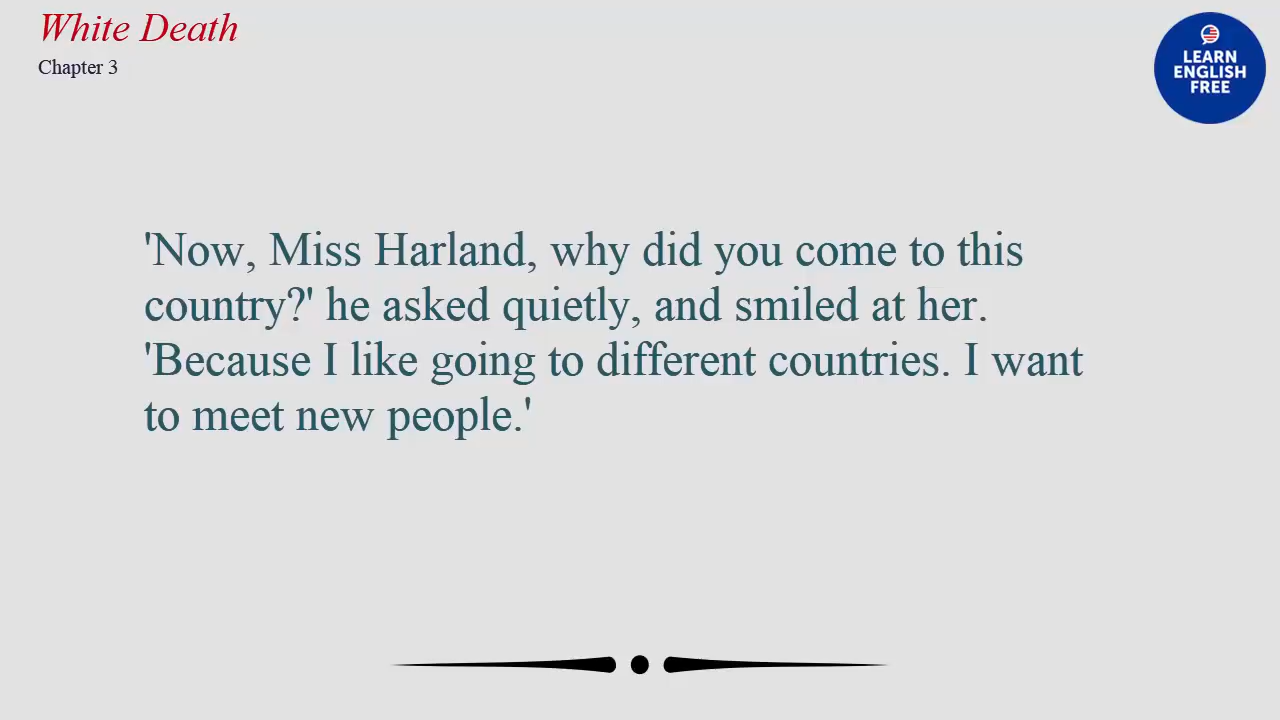 White Death
Chapter 3
LEARN
ENGLISH
FREE
'Now, Miss Harland, why did you come to this
country?' he asked quietly, and smiled at her.
'Because I like going to different countries. I want
to meet new people.'